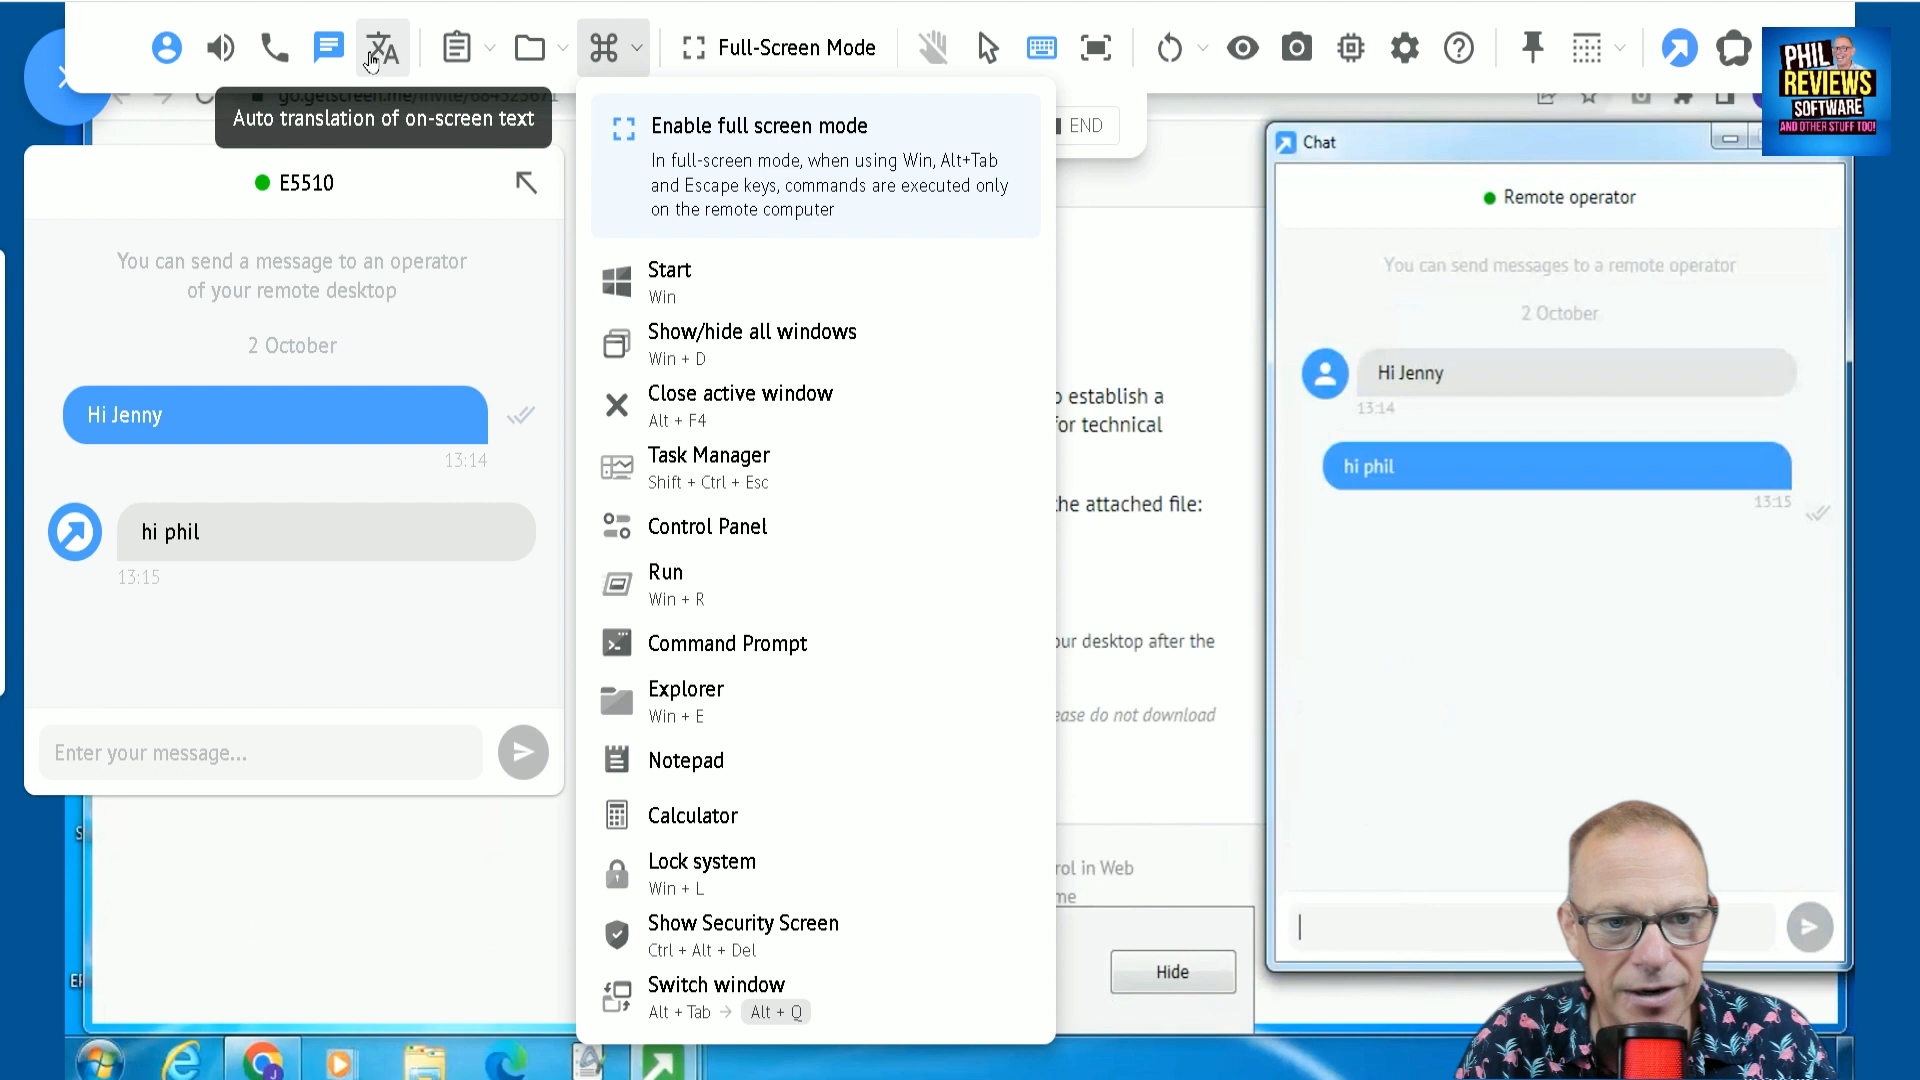 Full-Screen Mode
PHIL
REVIEWS
SOFTWARE
AND OTHER STUFF TOO!
go.getscreen.me/invite/684525671
Auto translation of on-screen text
E5510
You can send a message to an operator
of your remote desktop
2 October
Hi Jenny
13:14
hi phil
13:15
Enter your message...
Enable full screen mode
In full-screen mode, when using Win, Alt+Tab
and Escape keys, commands are executed only
on the remote computer
Start
Win
Show/hide all windows
Win + D
Close active window
Alt + F4
Task Manager
Shift + Ctrl + Esc
Control Panel
Run
Win + R
Command Prompt
Explorer
Win + E
Notepad
Calculator
Lock system
Win + L
Show Security Screen
Ctrl + Alt + Del
Switch window
Alt + Tab → Alt + Q
END
establish a
for technical
the attached file:
our desktop after the
ease do not download
rol in Web
me
Hide
Chat
Remote operator
You can send messages to a remote operator
2 October
Hi Jenny
13:14
hi phil
13:15